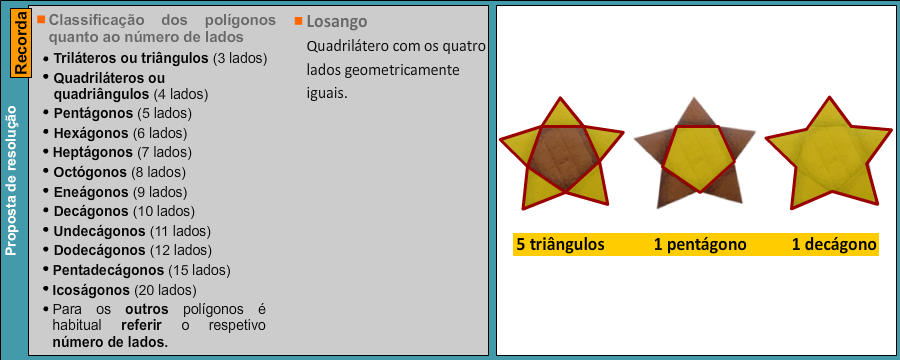 Recorda
Proposta de resolução
Classificação dos polígonos
quanto ao número de lados
• Triláteros ou triângulos (3 lados)
• Quadriláteros ou
quadriângulos (4 lados)
• Pentágonos (5 lados)
• Hexágonos (6 lados)
• Heptágonos (7 lados)
• Octógonos (8 lados)
• Eneágonos (9 lados)
• Decágonos (10 lados)
• Undecágonos (11 lados)
• Dodecágonos (12 lados)
• Pentadecágonos (15 lados)
• Icoságonos (20 lados)
• Para os outros polígonos é
habitual referir o respetivo
número de lados.
Losango
Quadrilátero com os quatro
lados geometricamente
iguais.
5 triângulos 1 pentágono 1 decágono